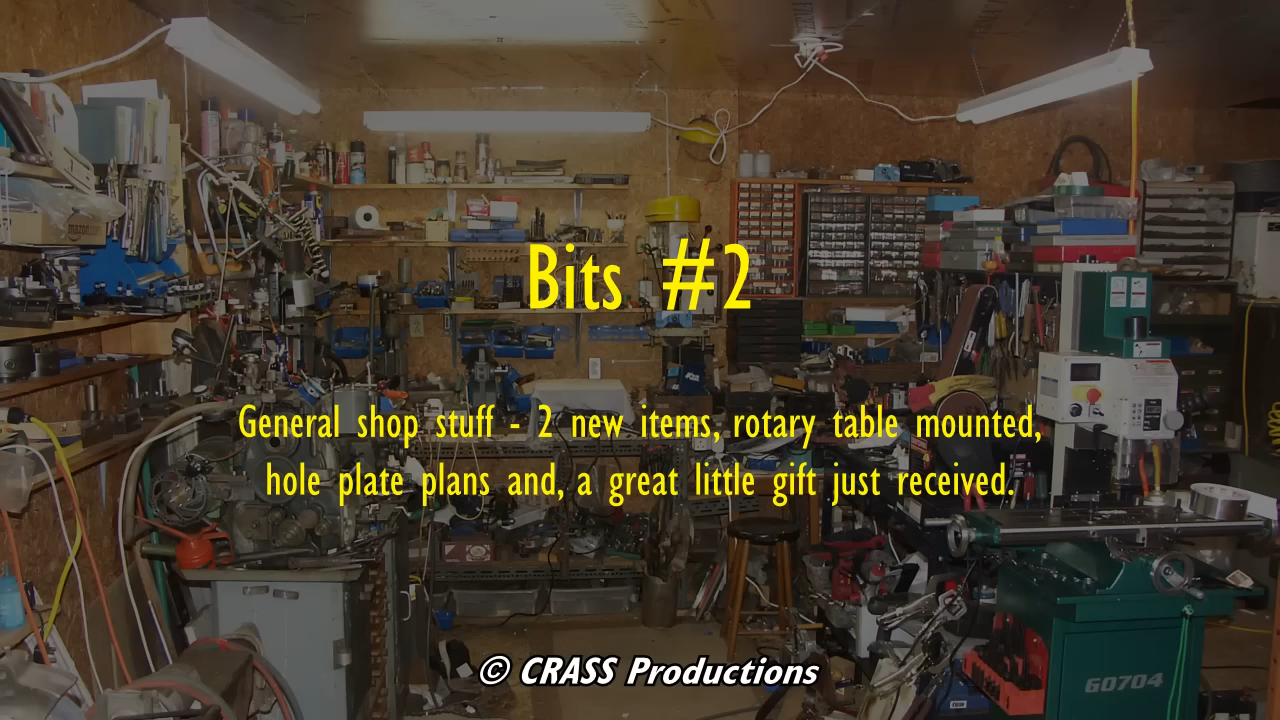 Bits #2
General shop stuff - 2 new items, rotary table mounted,
hole plate plans and, a great little gift just received.
© CRASS Productions
G0704